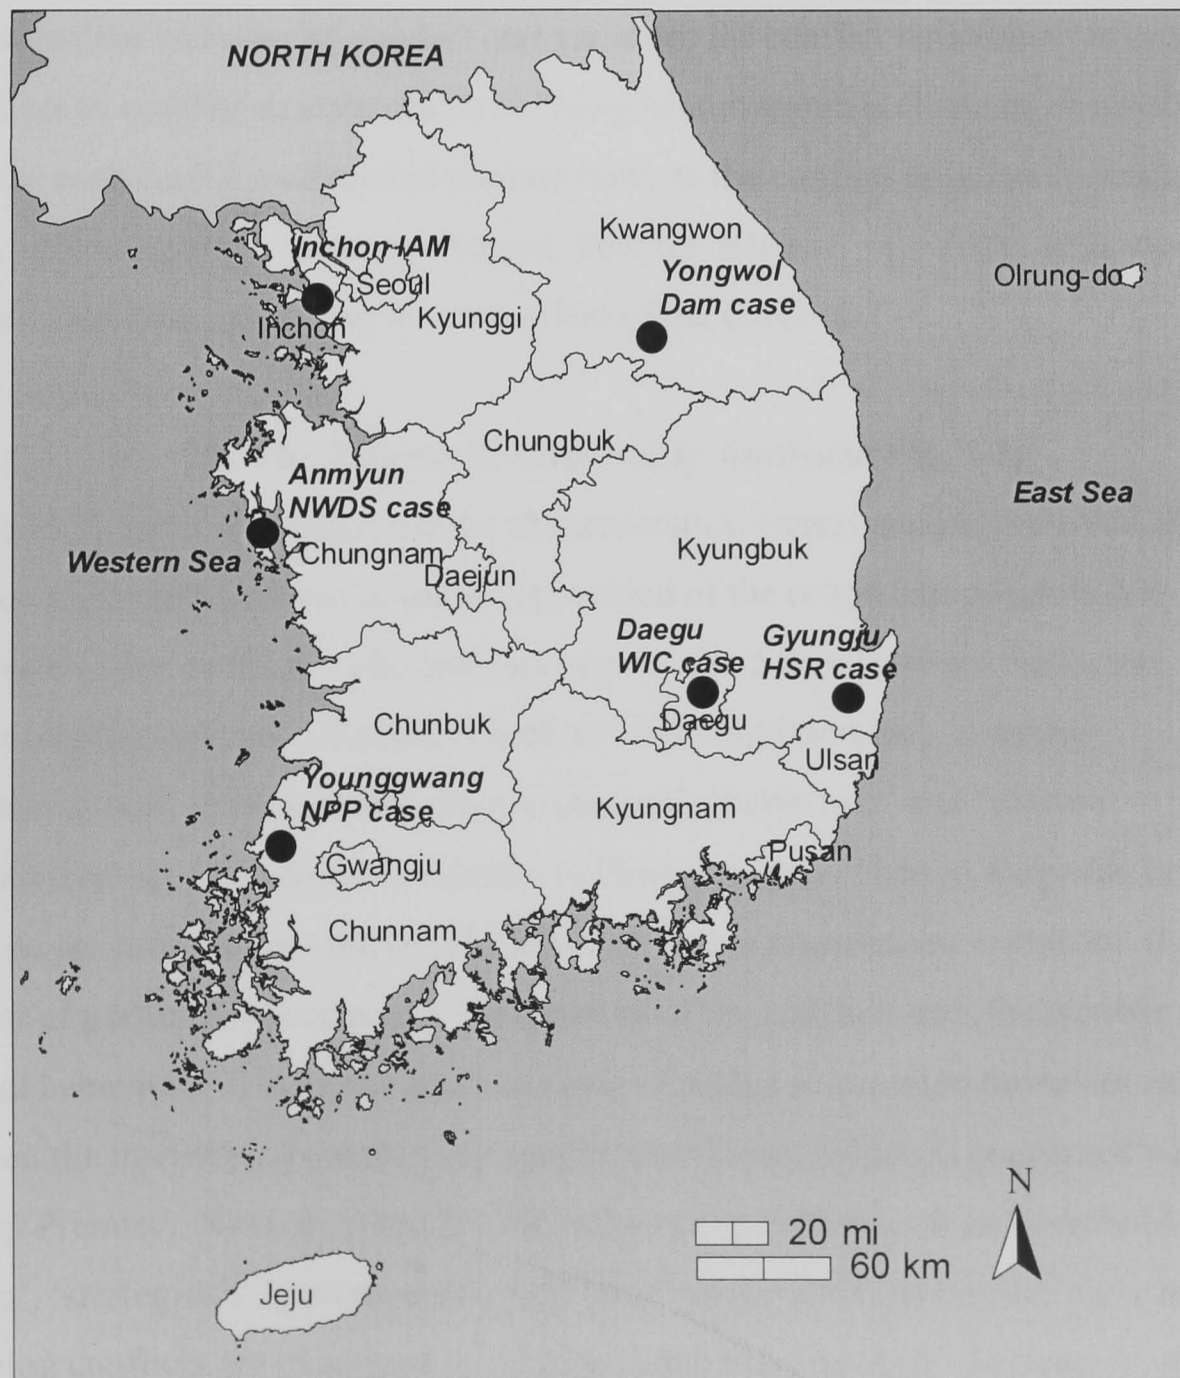 NORTH KOREA
Kwangwon
Inchon IAM
Seoul
Yongwol
Dam case
Olrung-do
Inchon
Kyunggi
Chungbuk
Anmyun
NWDS case
East Sea
Western Sea
Chungnam
Daejun
Kyungbuk
Daegu
WIC case
Gyungju
HSR case
Daegu
Chunbuk
Ulsan
Younggwang
NPP case
Kyungnam
Pusan
Gwangju
Chunnam
N
20 mi
60 km
Jeju